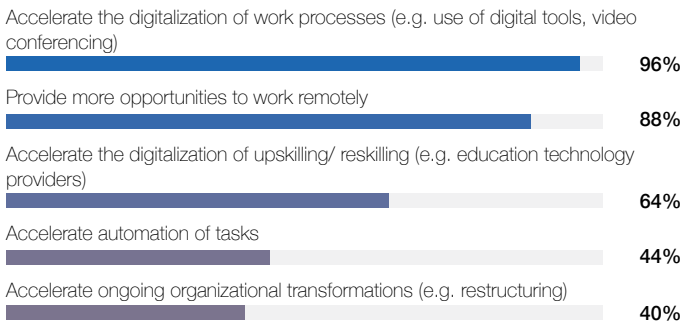 Accelerate the digitalization of work processes (e.g. use of digital tools, video
conferencing)
96%
Provide more opportunities to work remotely
88%
Accelerate the digitalization of upskilling/ reskilling (e.g. education technology
providers)
64%
Accelerate automation of tasks
44%
Accelerate ongoing organizational transformations (e.g. restructuring)
40%